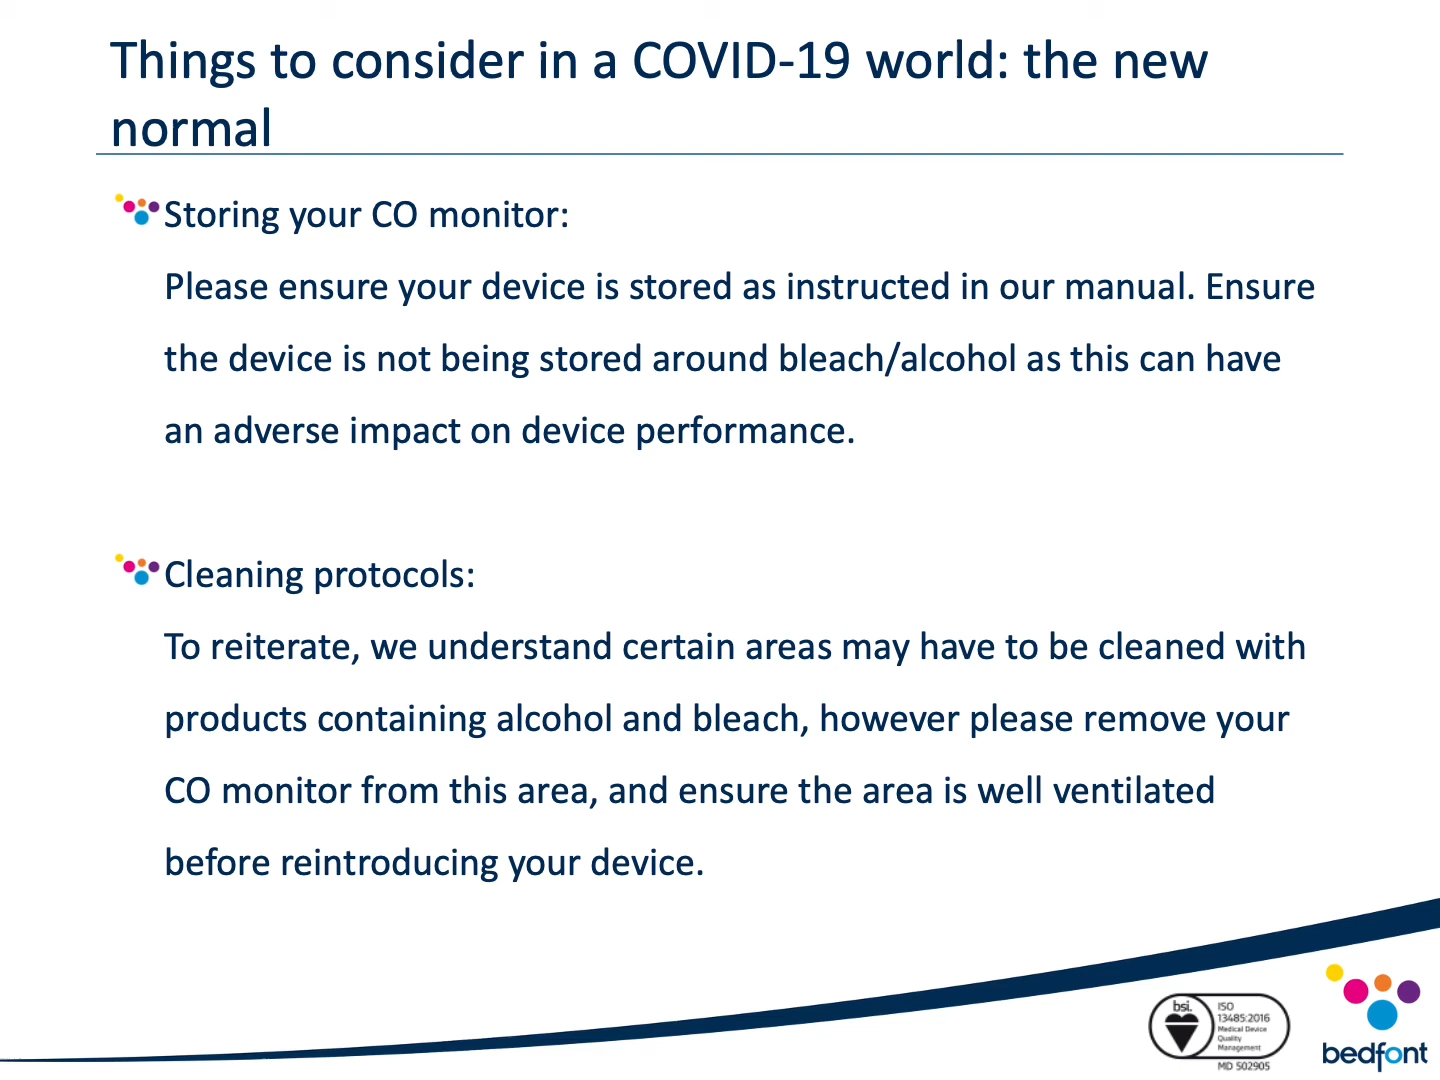 Things to consider in a COVID-19 world: the new
normal
Storing your CO monitor:
Please ensure your device is stored as instructed in our manual. Ensure
the device is not being stored around bleach/alcohol as this can have
an adverse impact on device performance.
Cleaning protocols:
To reiterate, we understand certain areas may have to be cleaned with
products containing alcohol and bleach, however please remove your
CO monitor from this area, and ensure the area is well ventilated
before reintroducing your device.
bsi.
ISO
13485:2016
Medical Device
Quality
Management
MD 502905
bedfont